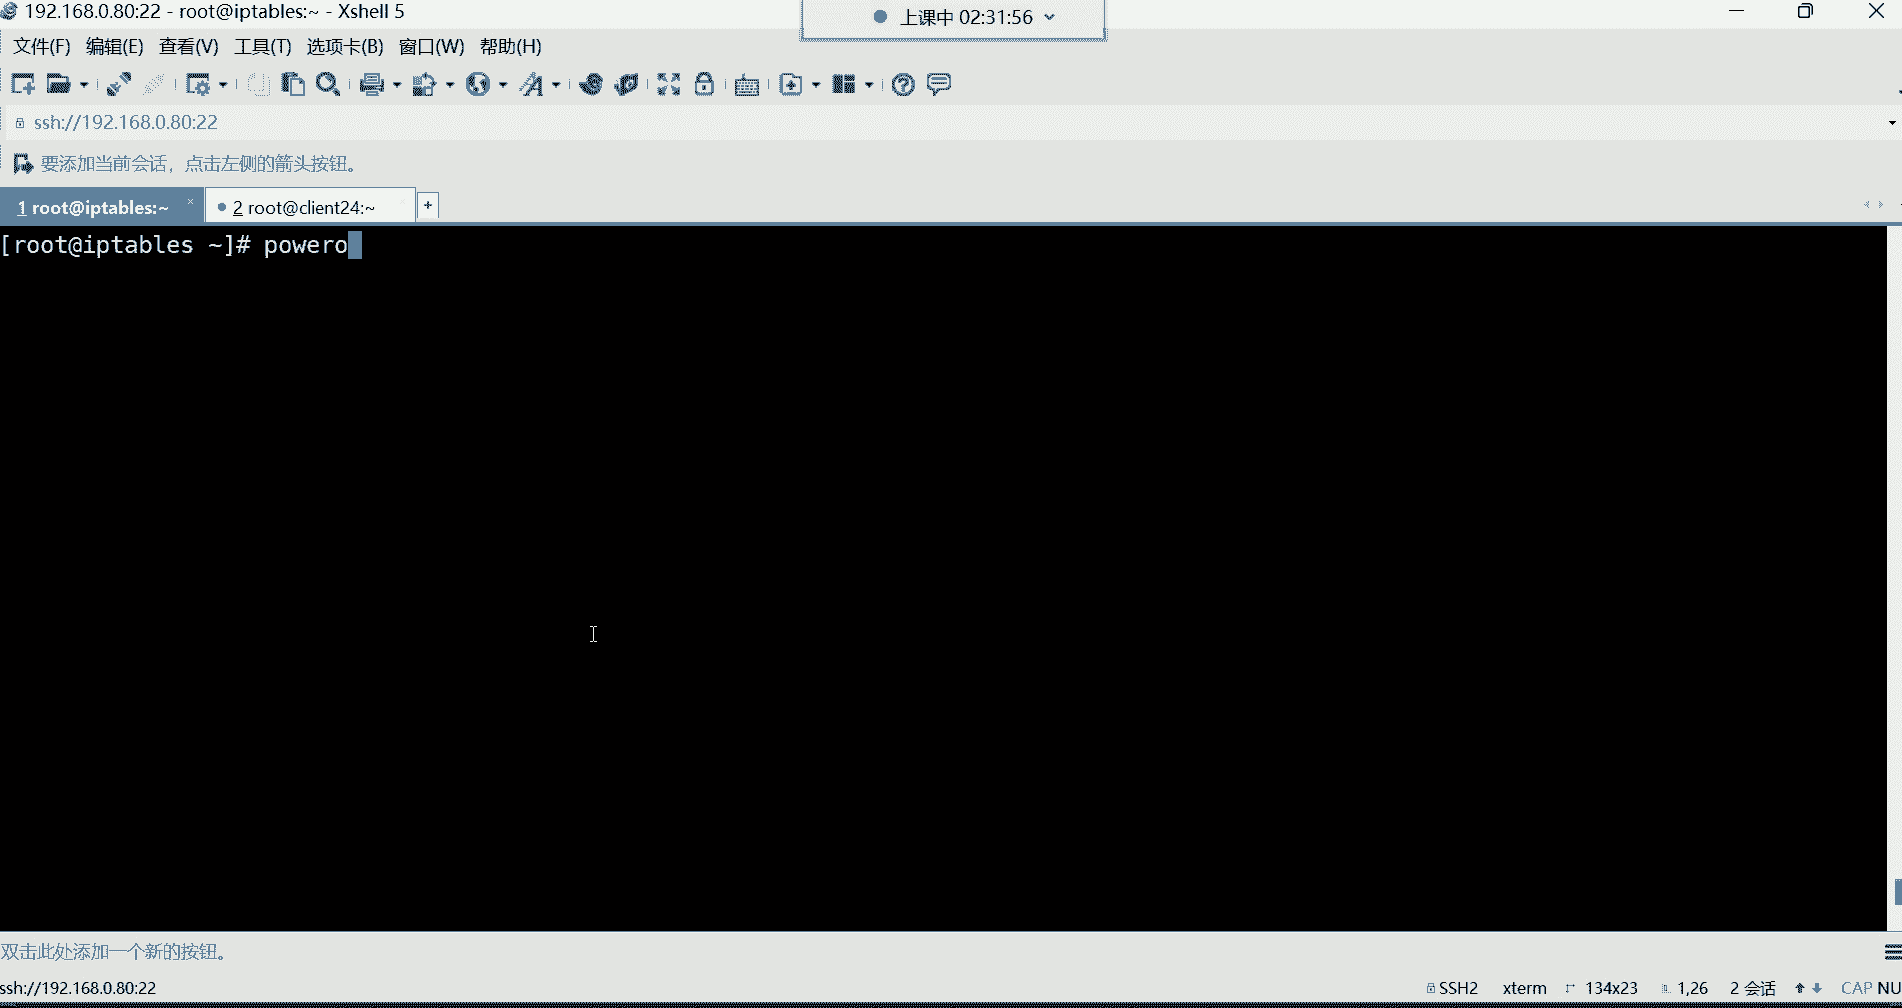 192.168.0.80:22 - root@iptables:~ - Xshell 5
上课中 02:31:56
文件(F) 编辑(E) 查看(V) 工具(T) 选项卡(B) 窗口(W) 帮助(H)
ssh://192.168.0.80:22
要添加当前会话，点击左侧的箭头按钮。
1 root@iptables:~ × 2 root@client24:~ +
[root@iptables ~]# powero
双击此处添加一个新的按钮。
ssh://192.168.0.80:22 SSH2 xterm 134x23 1,26 2 会话 CAP NU